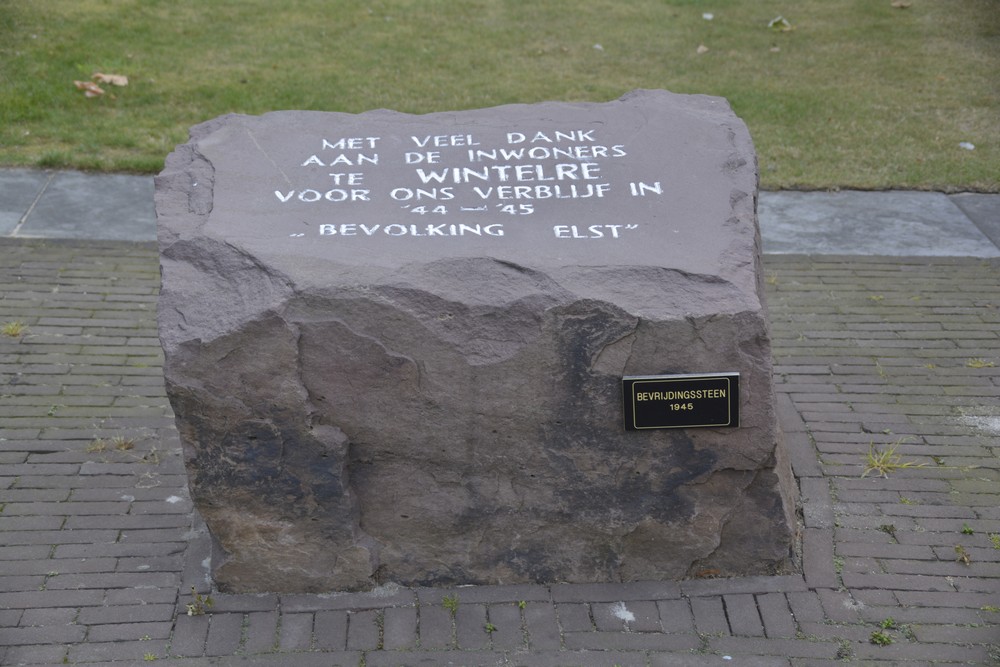 MET VEEL DANK
AAN DE INWONERS
TE WINTELRE
VOOR ONS VERBLIJF IN
'44 — '45
„BEVOLKING ELST”
BEVRIJDINGSSTEEN
1945